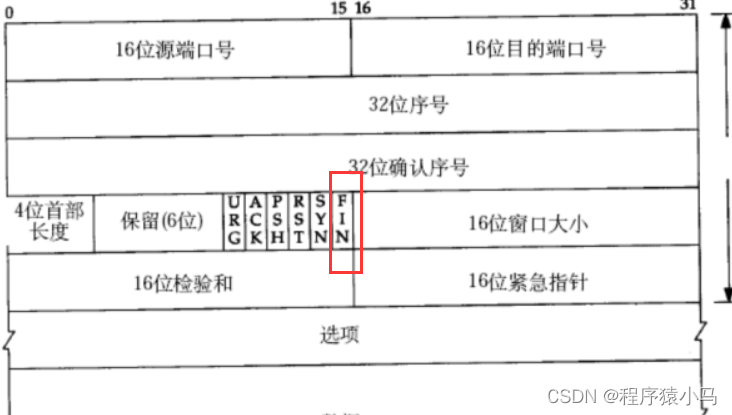 0 15 16 31
16位源端口号 16位目的端口号
32位序号
32位确认序号
4位首部
长度
保留(6位)
URG
ACK
PSH
RST
SYN
FIN
16位窗口大小
16位检验和 16位紧急指针
选项
CSDN @程序猿小马